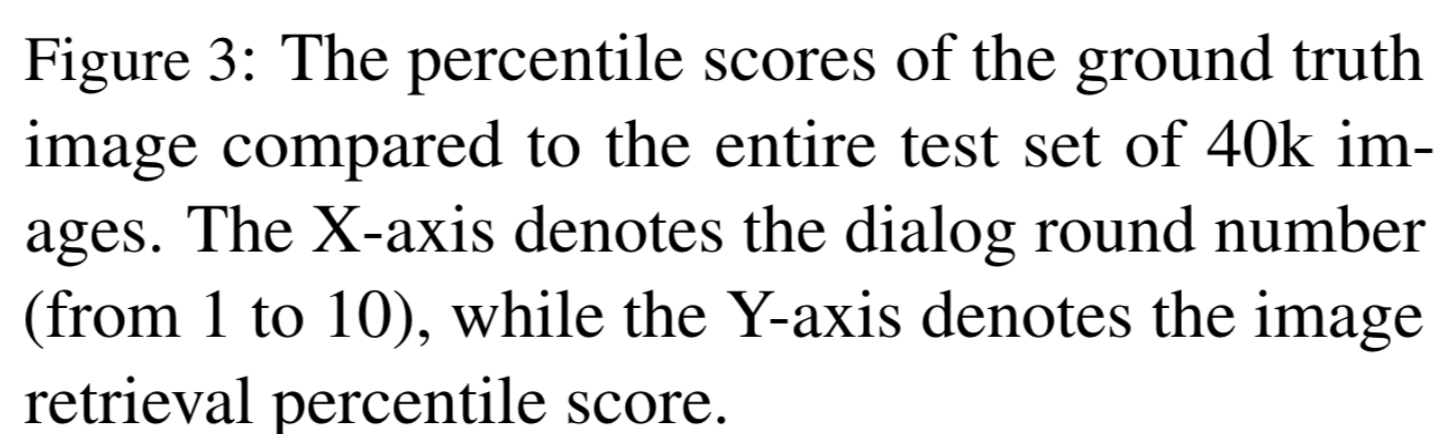 Figure 3: The percentile scores of the ground truth
image compared to the entire test set of 40k im-
ages. The X-axis denotes the dialog round number
(from 1 to 10), while the Y-axis denotes the image
retrieval percentile score.